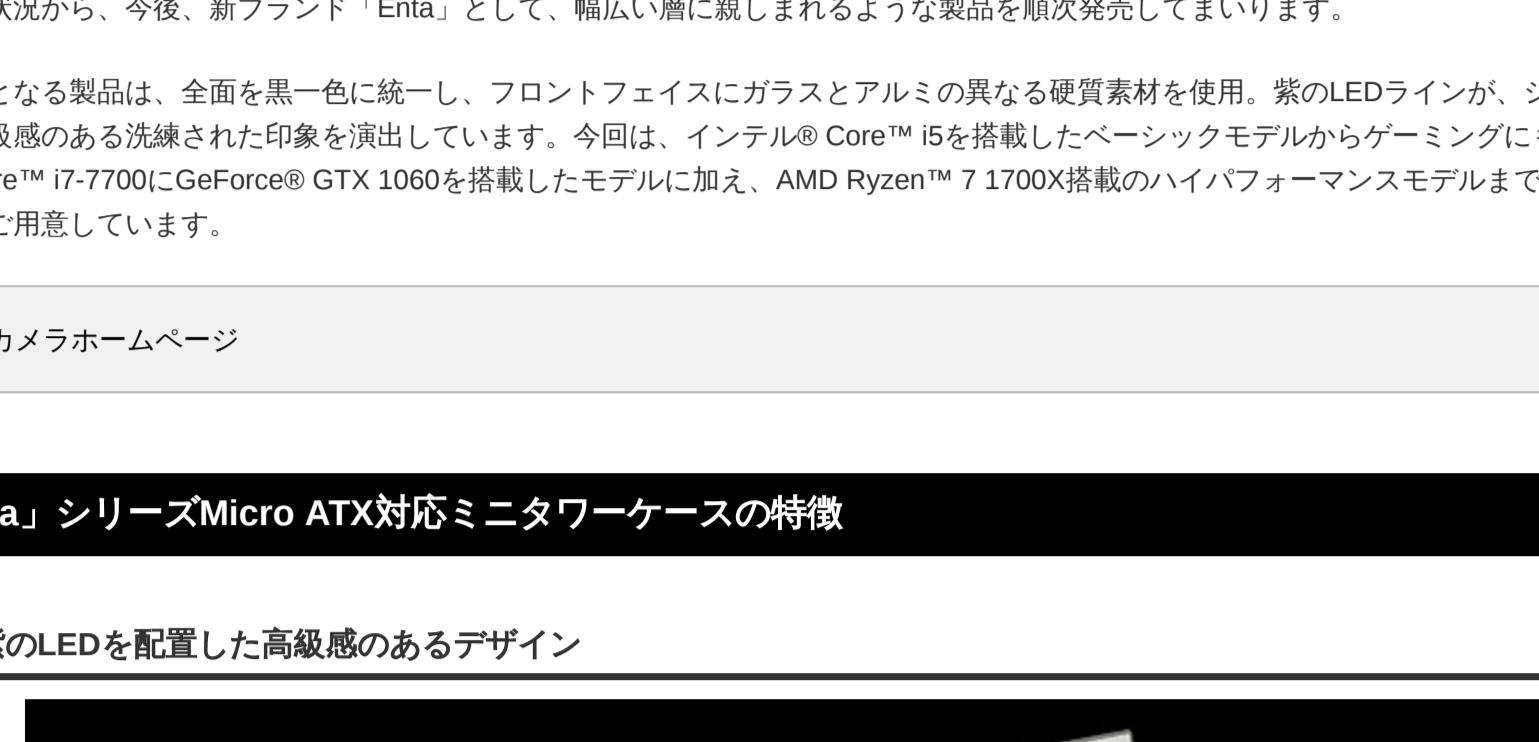 状況から、今後、新ブランド「Enta」として、幅広い層に親しまれるような製品を順次発売してまいります。
となる製品は、全面を黒一色に統一し、フロントフェイスにガラスとアルミの異なる硬質素材を使用。紫のLEDラインが、シ
級感のある洗練された印象を演出しています。今回は、インテル® Core™ i5を搭載したベーシックモデルからゲーミングに
re™ i7-7700にGeForce® GTX 1060を搭載したモデルに加え、AMD Ryzen™ 7 1700X搭載のハイパフォーマンスモデルまで
ご用意しています。
カメラホームページ
a」シリーズMicro ATX対応ミニタワーケースの特徴
紫のLEDを配置した高級感のあるデザイン